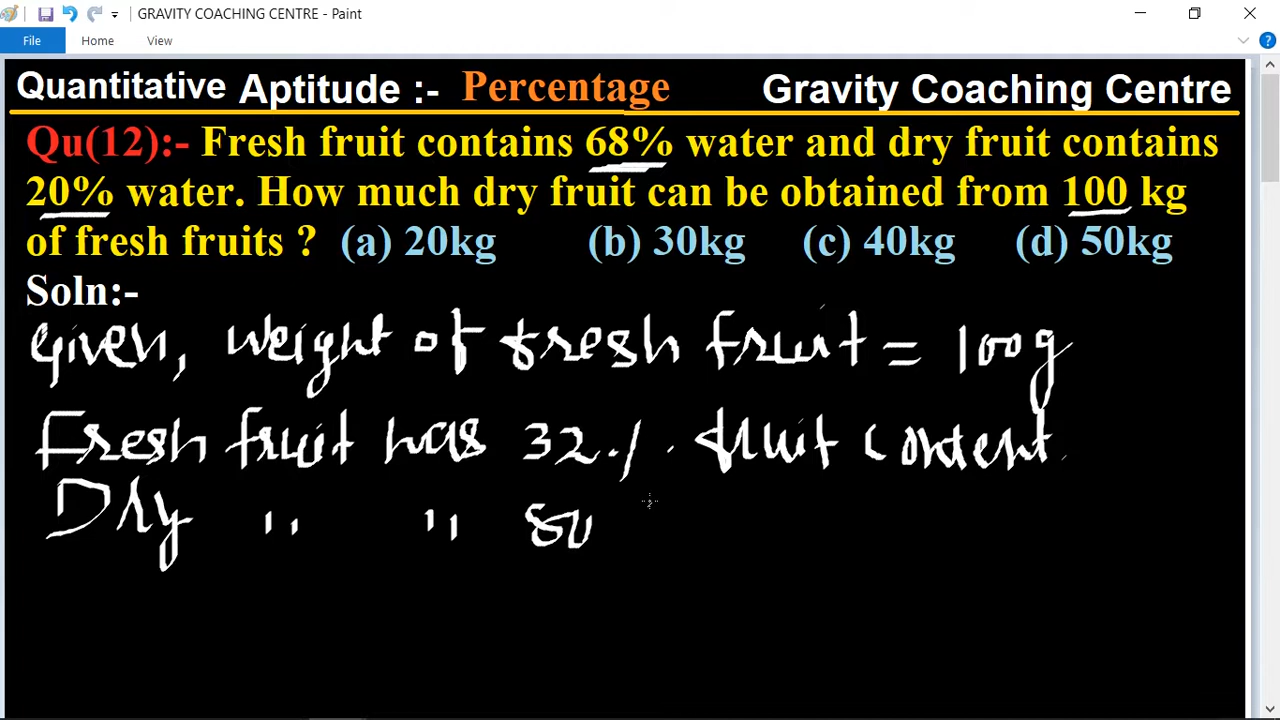 GRAVITY COACHING CENTRE - Paint
File Home View
Quantitative Aptitude :- Percentage Gravity Coaching Centre
Qu(12):- Fresh fruit contains 68% water and dry fruit contains
20% water. How much dry fruit can be obtained from 100 kg
of fresh fruits ? (a) 20kg (b) 30kg (c) 40kg (d) 50kg
Soln:-
Given, weight of fresh fruit = 100g
Fresh fruit has 32% fruit content
Dry " " 80